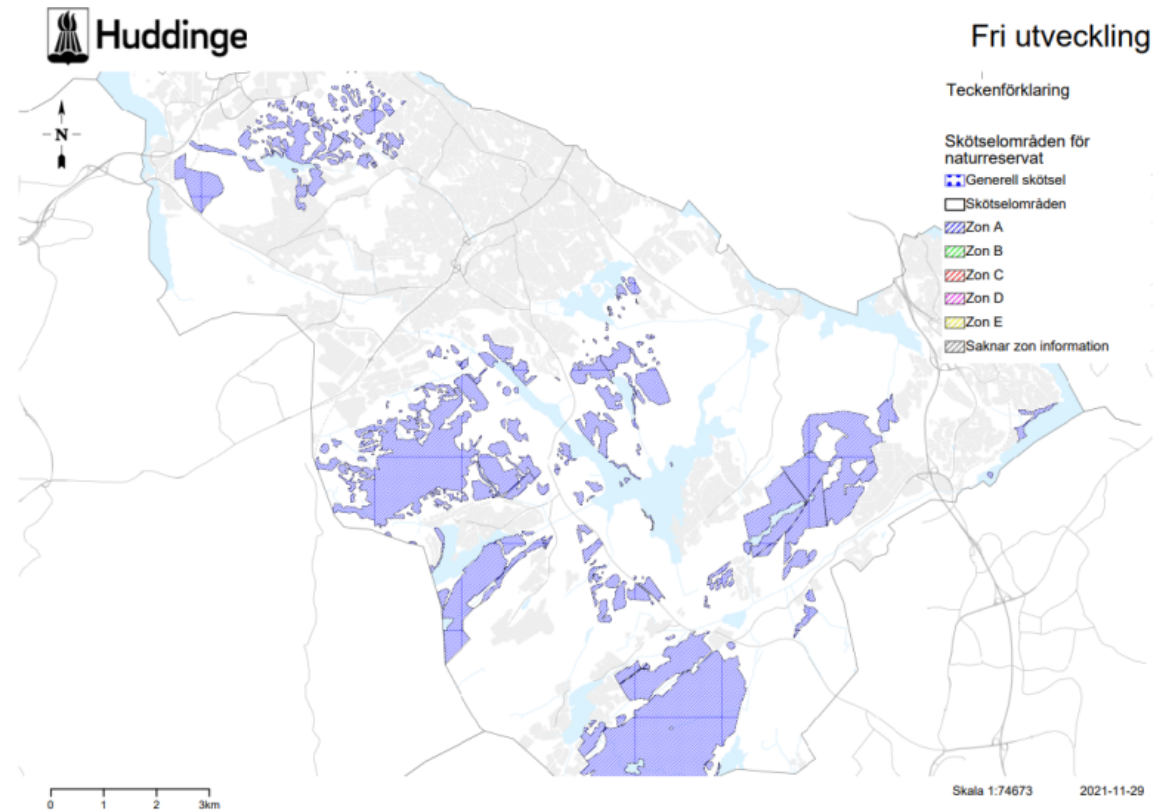 Huddinge
Fri utveckling
Teckenförklaring
Skötselområden för
naturreservat
Generell skötsel
Skötselområden
Zon A
Zon B
Zon C
Zon D
Zon E
Saknar zon information
N
0 1 2 3km
Skala 1:74673 2021-11-29